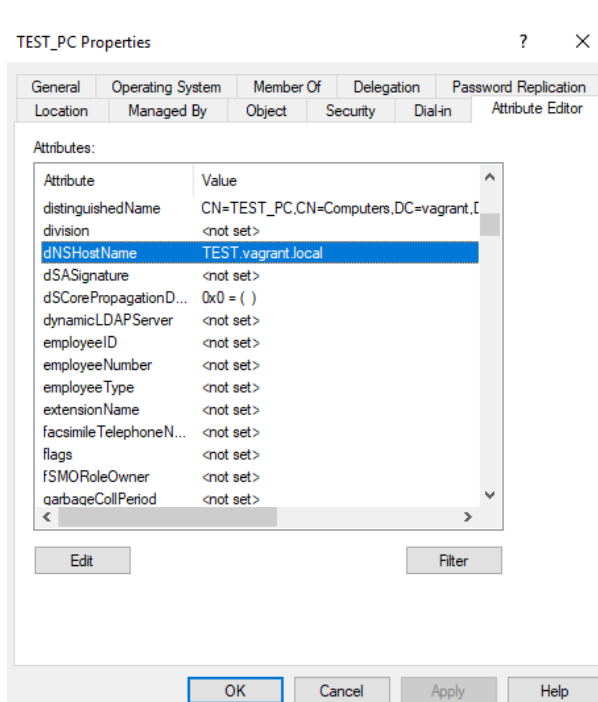 TEST_PC Properties ? ×
General Operating System Member Of Delegation Password Replication
Location Managed By Object Security Dial-in Attribute Editor
Attributes:
Attribute Value
distinguishedName CN=TEST_PC,CN=Computers,DC=vagrant,D
division <not set>
dNSHostName TEST.vagrant.local
dSASignature <not set>
dSCorePropagationD... 0x0 = ( )
dynamicLDAPServer <not set>
employeeID <not set>
employeeNumber <not set>
employeeType <not set>
extensionName <not set>
facsimileTelephoneN... <not set>
flags <not set>
fSMORoleOwner <not set>
garbageCollPeriod <not set>
Edit Filter
OK Cancel Apply Help